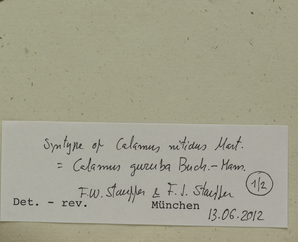 Syntype of Calamus nitidus Mart.
= Calamus guruba Buch.-Ham.
1/2
F.W. Stauffer & F. J. Stauffer
Det. - rev. München
13.06.2012